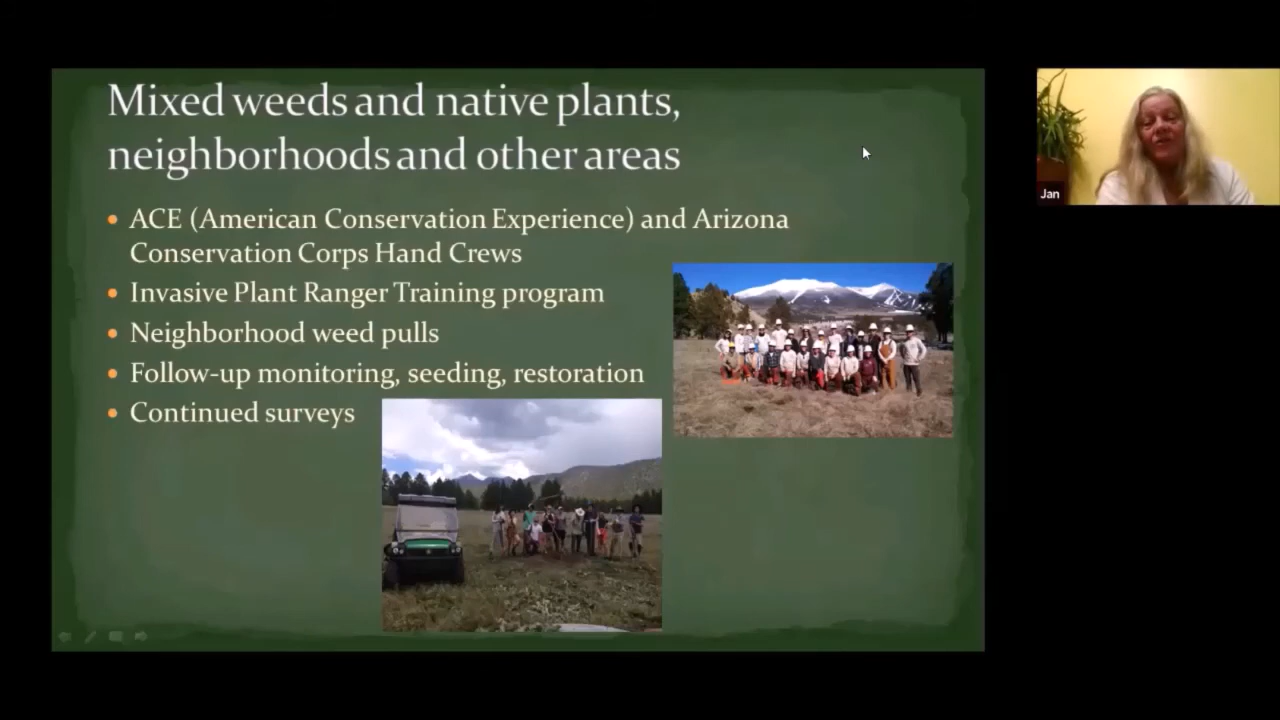 Mixed weeds and native plants,
neighborhoods and other areas
• ACE (American Conservation Experience) and Arizona
Conservation Corps Hand Crews
• Invasive Plant Ranger Training program
• Neighborhood weed pulls
• Follow-up monitoring, seeding, restoration
• Continued surveys
Jan